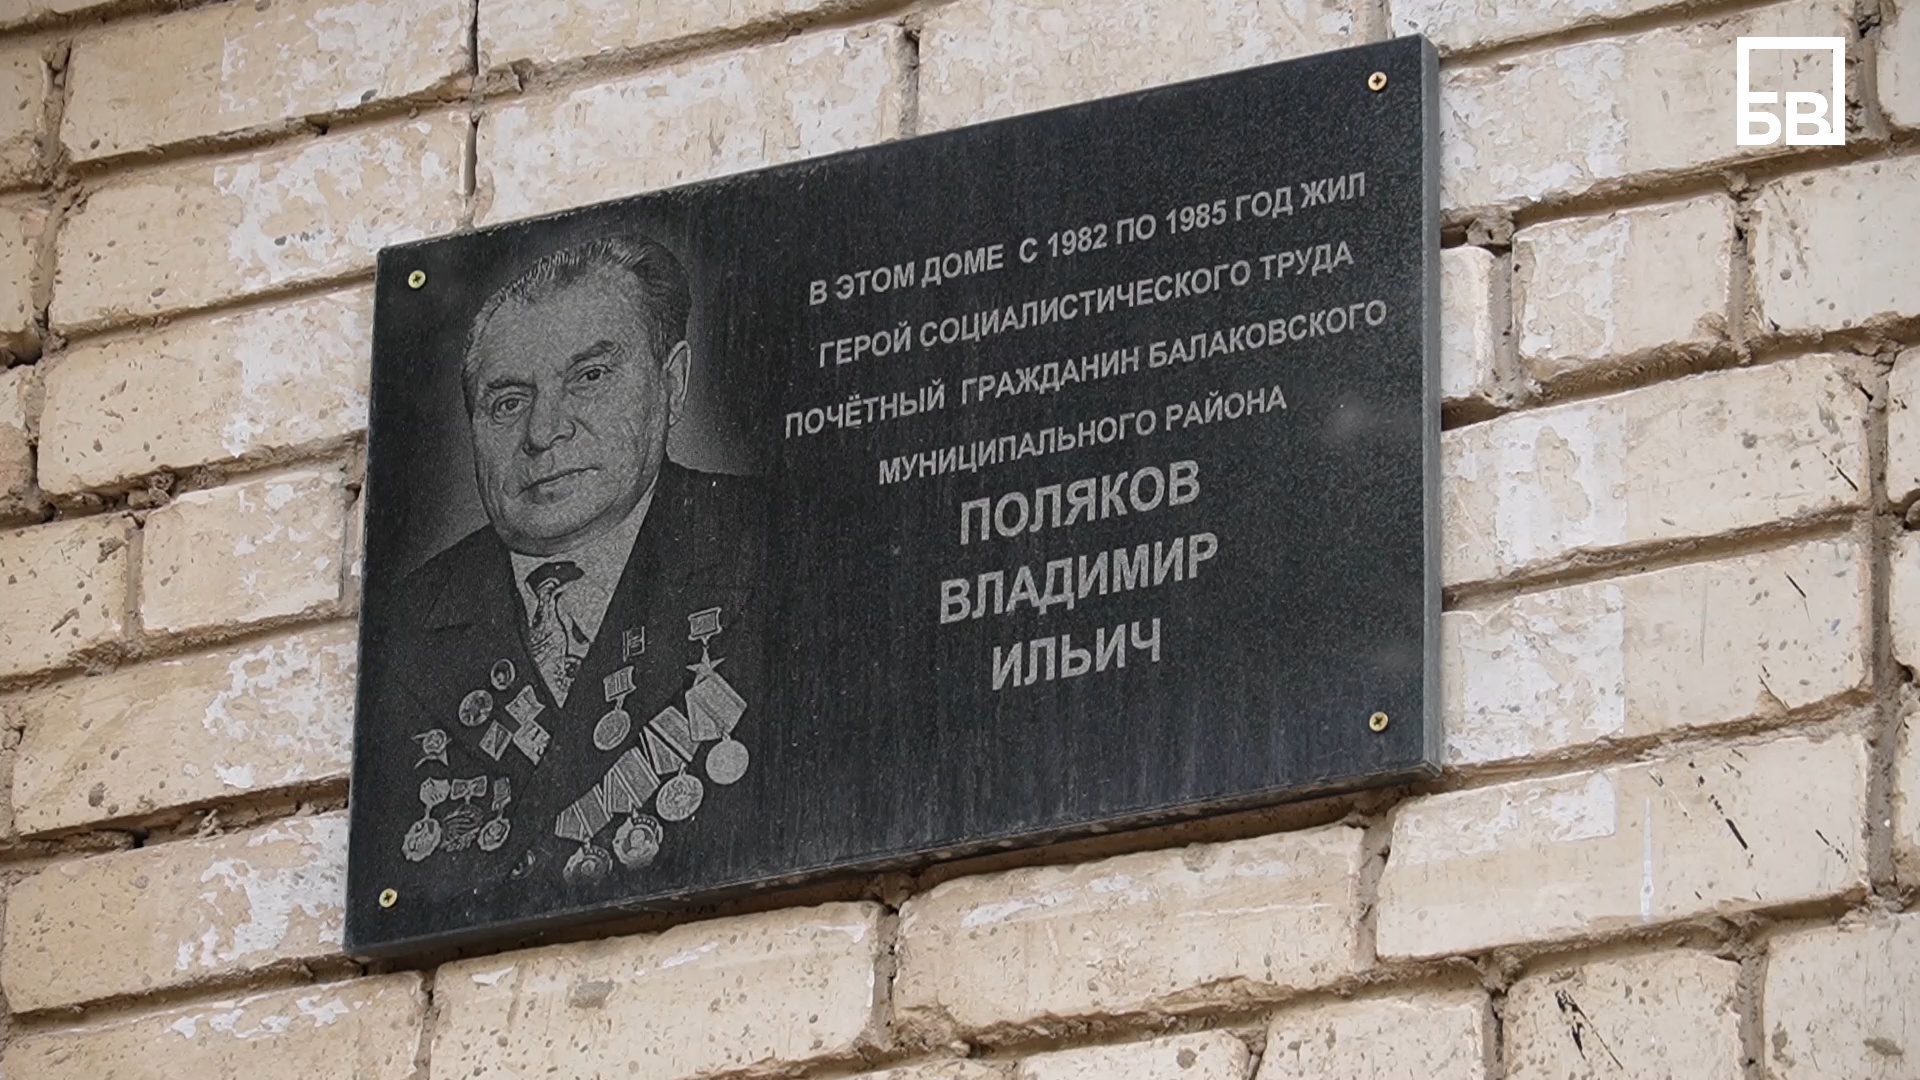 БВ
В ЭТОМ ДОМЕ С 1982 ПО 1985 ГОД ЖИЛ
ГЕРОЙ СОЦИАЛИСТИЧЕСКОГО ТРУДА
ПОЧЁТНЫЙ ГРАЖДАНИН БАЛАКОВСКОГО
МУНИЦИПАЛЬНОГО РАЙОНА
ПОЛЯКОВ
ВЛАДИМИР
ИЛЬИЧ